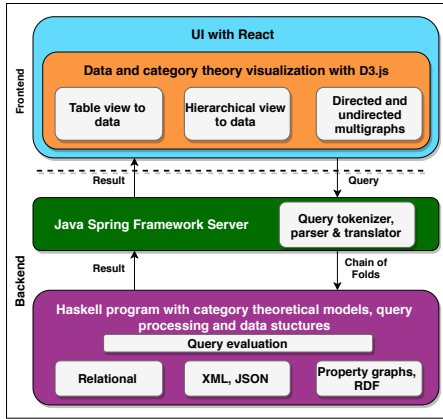 UI with React
Data and category theory visualization with D3.js
Table view to
data
Hierarchical view
to data
Directed and
undirected
multigraphs
Frontend
Result
Query
Java Spring Framework Server
Query tokenizer,
parser & translator
Backend
Result
Chain of
Folds
Haskell program with category theoretical models, query
processing and data stuctures
Query evaluation
Relational
XML, JSON
Property graphs,
RDF